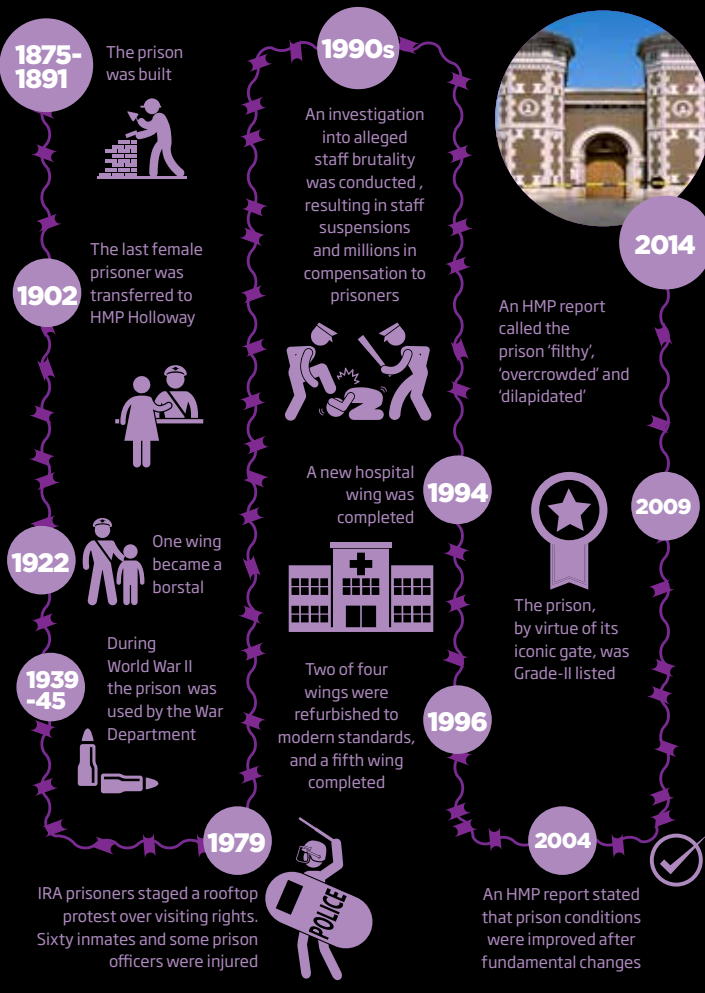 1875-
1891
The prison
was built
The last female
prisoner was
transferred to
HMP Holloway
1902
1922
One wing
became a
borstal
During
World War II
the prison was
used by the War
Department
1939
-45
1979
IRA prisoners staged a rooftop
protest over visiting rights.
Sixty inmates and some prison
officers were injured
POLICE
1990s
An investigation
into alleged
staff brutality
was conducted ,
resulting in staff
suspensions
and millions in
compensation to
prisoners
A new hospital
wing was
completed
1994
Two of four
wings were
refurbished to
modern standards,
and a fifth wing
completed
1996
2004
An HMP report stated
that prison conditions
were improved after
fundamental changes
2009
The prison,
by virtue of its
iconic gate, was
Grade-II listed
2014
An HMP report
called the
prison ‘filthy’,
‘overcrowded’ and
‘dilapidated’